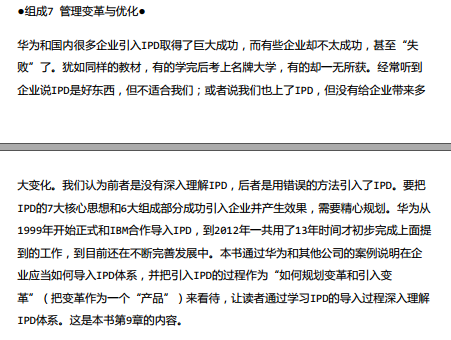 ●组成7 管理变革与优化●
华为和国内很多企业引入IPD取得了巨大成功，而有些企业却不太成功，甚至“失
败”了。犹如同样的教材，有的学完后考上名牌大学，有的却一无所获。经常听到
企业说IPD是好东西，但不适合我们；或者说我们也上了IPD，但没有给企业带来多
大变化。我们认为前者是没有深入理解IPD，后者是用错误的方法引入了IPD。要把
IPD的7大核心思想和6大组成部分成功引入企业并产生效果，需要精心规划。华为从
1999年开始正式和IBM合作导入IPD，到2012年一共用了13年时间才初步完成上面提
到的工作，到目前还在不断完善发展中。本书通过华为和其他公司的案例说明在企
业应当如何导入IPD体系，并把引入IPD的过程作为“如何规划变革和引入变
革”（把变革作为一个“产品”）来看待，让读者通过学习IPD的导入过程深入理解
IPD体系。这是本书第9章的内容。